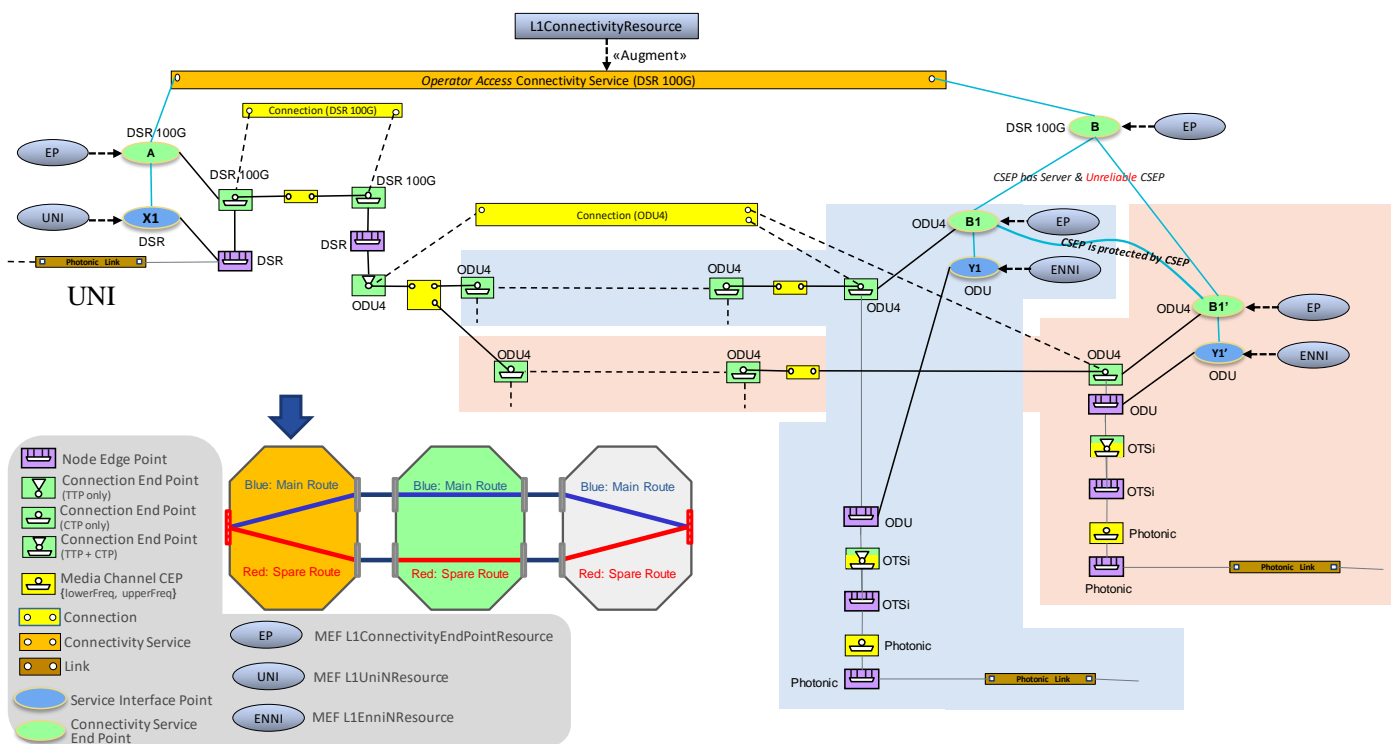 L1ConnectivityResource
«Augment»
Operator Access Connectivity Service (DSR 100G)
Connection (DSR 100G)
DSR 100G
EP
A
DSR 100G
B
EP
DSR 100G
DSR 100G
CSEP has Server & Unreliable CSEP
UNI
X1
DSR
Connection (ODU4)
ODU4
B1
EP
DSR
CSEP is protected by CSEP
Photonic Link
DSR
UNI
ODU4
ODU4
Y1
ENNI
ODU
ODU4
ODU4
ODU4
B1'
EP
ODU4
ODU4
ODU4
Y1'
ENNI
ODU
ODU
OTSi
OTSi
Photonic
Photonic
Photonic Link
ODU
OTSi
OTSi
Photonic
Photonic
Photonic Link
Node Edge Point
Connection End Point
(TTP only)
Connection End Point
(CTP only)
Connection End Point
(TTP + CTP)
Media Channel CEP
{lowerFreq, upperFreq}
Connection
Connectivity Service
Link
Service Interface Point
Connectivity Service
End Point
Blue: Main Route
Blue: Main Route
Blue: Main Route
Red: Spare Route
Red: Spare Route
Red: Spare Route
EP
MEF L1ConnectivityEndPointResource
UNI
MEF L1UniNResource
ENNI
MEF L1EnniNResource